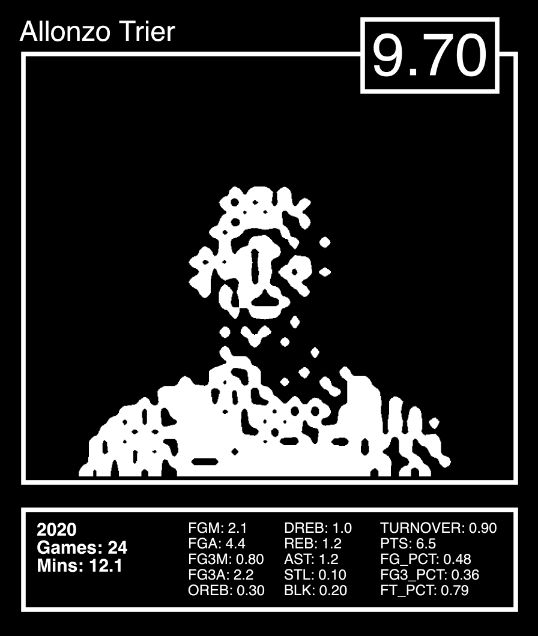 Allonzo Trier
9.70
2020
Games: 24
Mins: 12.1
FGM: 2.1
FGA: 4.4
FG3M: 0.80
FG3A: 2.2
OREB: 0.30
DREB: 1.0
REB: 1.2
AST: 1.2
STL: 0.10
BLK: 0.20
TURNOVER: 0.90
PTS: 6.5
FG_PCT: 0.48
FG3_PCT: 0.36
FT_PCT: 0.79